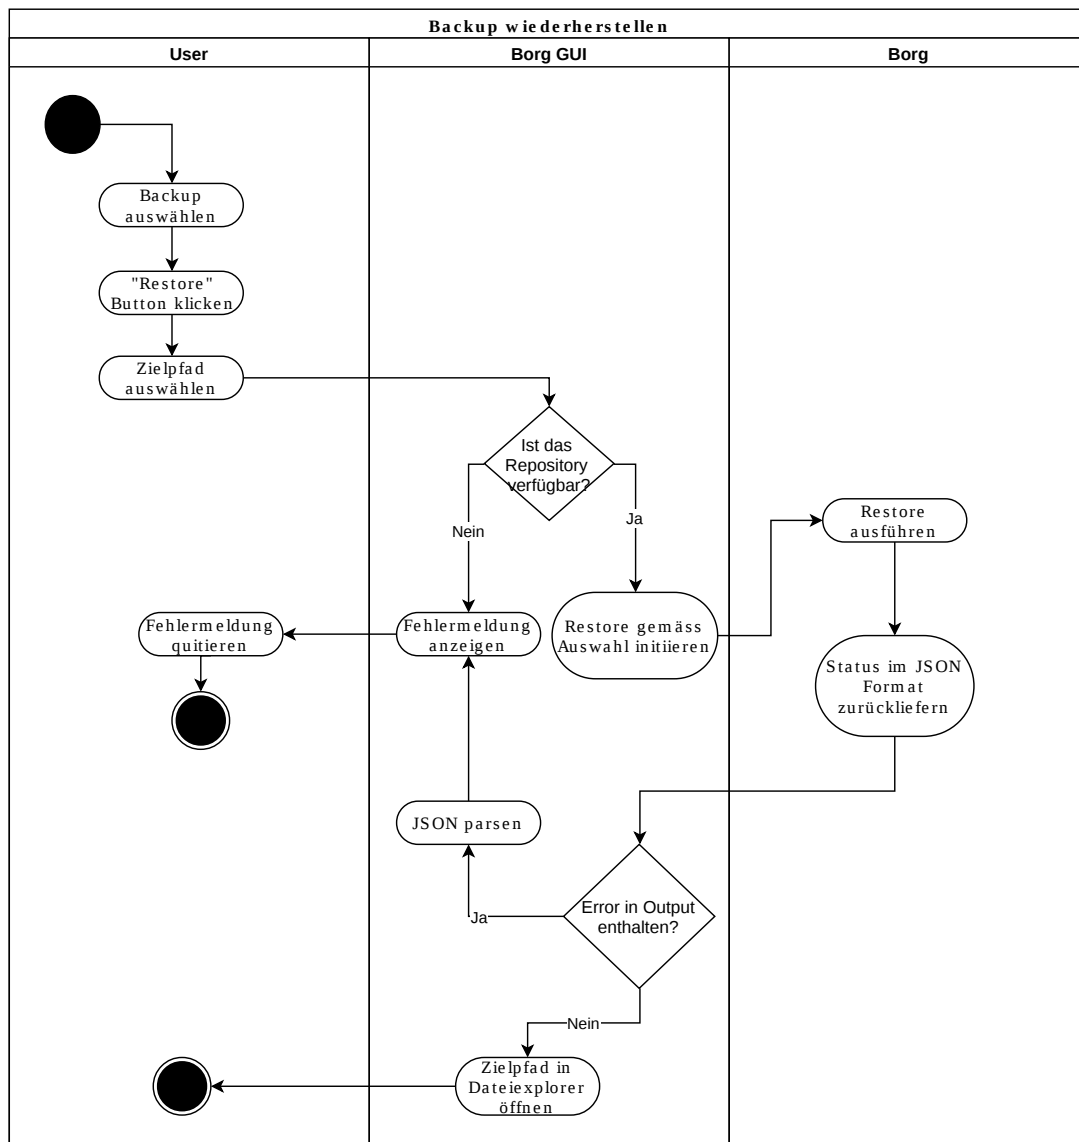 Backup wiederherstellen
User
Borg GUI
Borg
Backup
auswählen
"Restore"
Button klicken
Zielpfad
auswählen
Ist das
Repository
verfügbar?
Nein
Ja
Restore
ausführen
Fehlermeldung
quitieren
Fehlermeldung
anzeigen
Restore gemäss
Auswahl initiieren
Status im JSON
Format
zurückliefern
JSON parsen
Error in Output
enthalten?
Ja
Nein
Zielpfad in
Dateiexplorer
öffnen